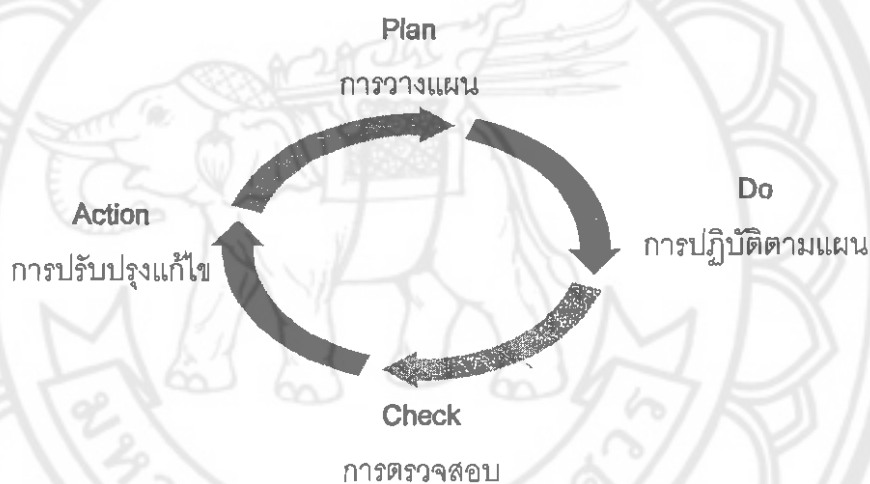 Plan
การวางแผน
Do
การปฏิบัติตามแผน
Check
การตรวจสอบ
Action
การปรับปรุงแก้ไข